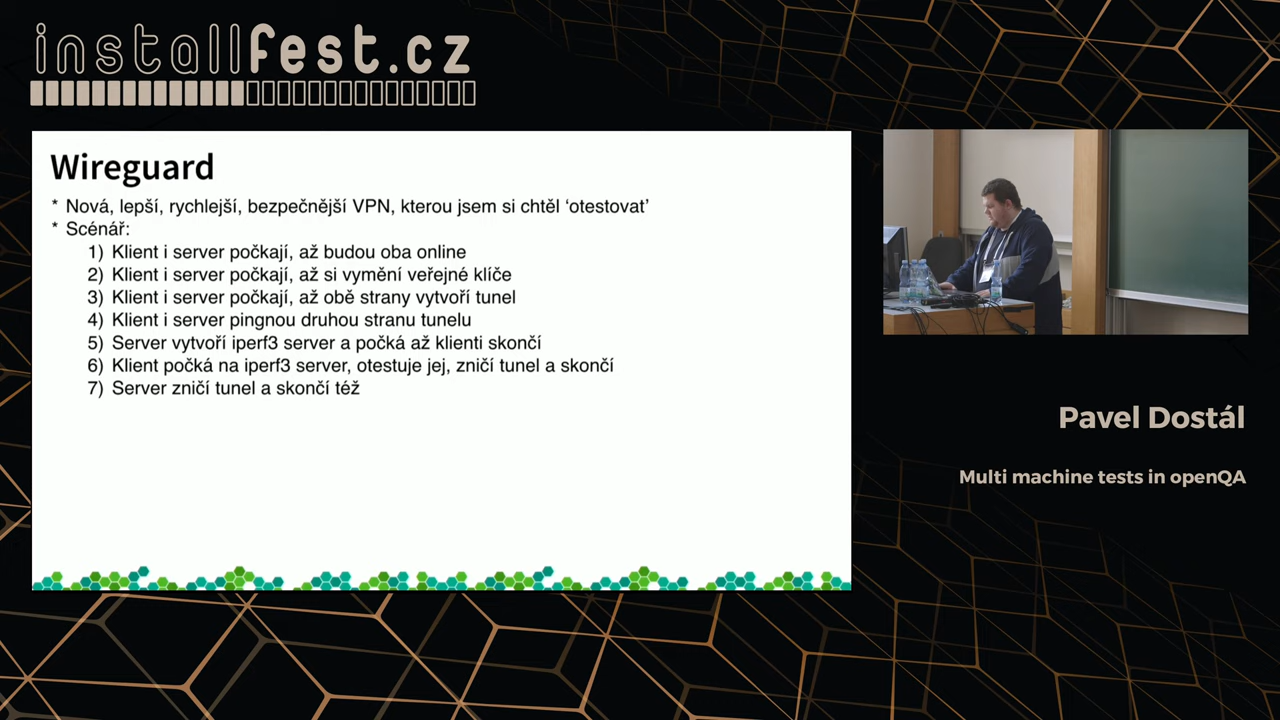 installfest.cz
Wireguard
* Nová, lepší, rychlejší, bezpečnější VPN, kterou jsem si chtěl ‘otestovat’
* Scénář:
1) Klient i server počkají, až budou oba online
2) Klient i server počkají, až si vymění veřejné klíče
3) Klient i server počkají, až obě strany vytvoří tunel
4) Klient i server pingnou druhou stranu tunelu
5) Server vytvoří iperf3 server a počká až klienti skončí
6) Klient počká na iperf3 server, otestuje jej, zničí tunel a skončí
7) Server zničí tunel a skončí též
Pavel Dostál
Multi machine tests in openQA